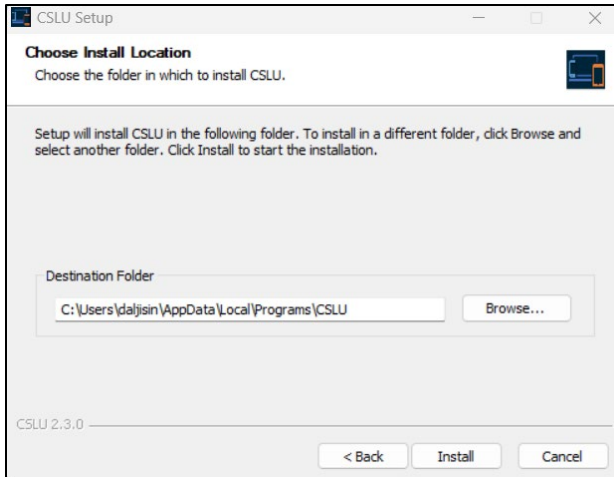 CSLU Setup
Choose Install Location
Choose the folder in which to install CSLU.
Setup will install CSLU in the following folder. To install in a different folder, click Browse and
select another folder. Click Install to start the installation.
Destination Folder
C:\Users\daljisin\AppData\Local\Programs\CSLU
Browse...
CSLU 2.3.0
< Back
Install
Cancel